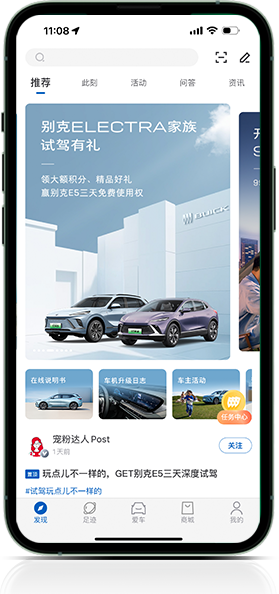 11:08
推荐 此刻 活动 问答 资讯
别克ELECTRA家族
试驾有礼
领大额积分、精品好礼
赢别克E5三天免费使用权
BUICK
在线说明书 车机升级日志 车主活动
任务中心
宠粉达人Post
1天前
关注
置顶 玩点儿不一样的，GET别克E5三天深度试驾
#试驾玩点儿不一样的
发现 足迹 爱车 商城 我的